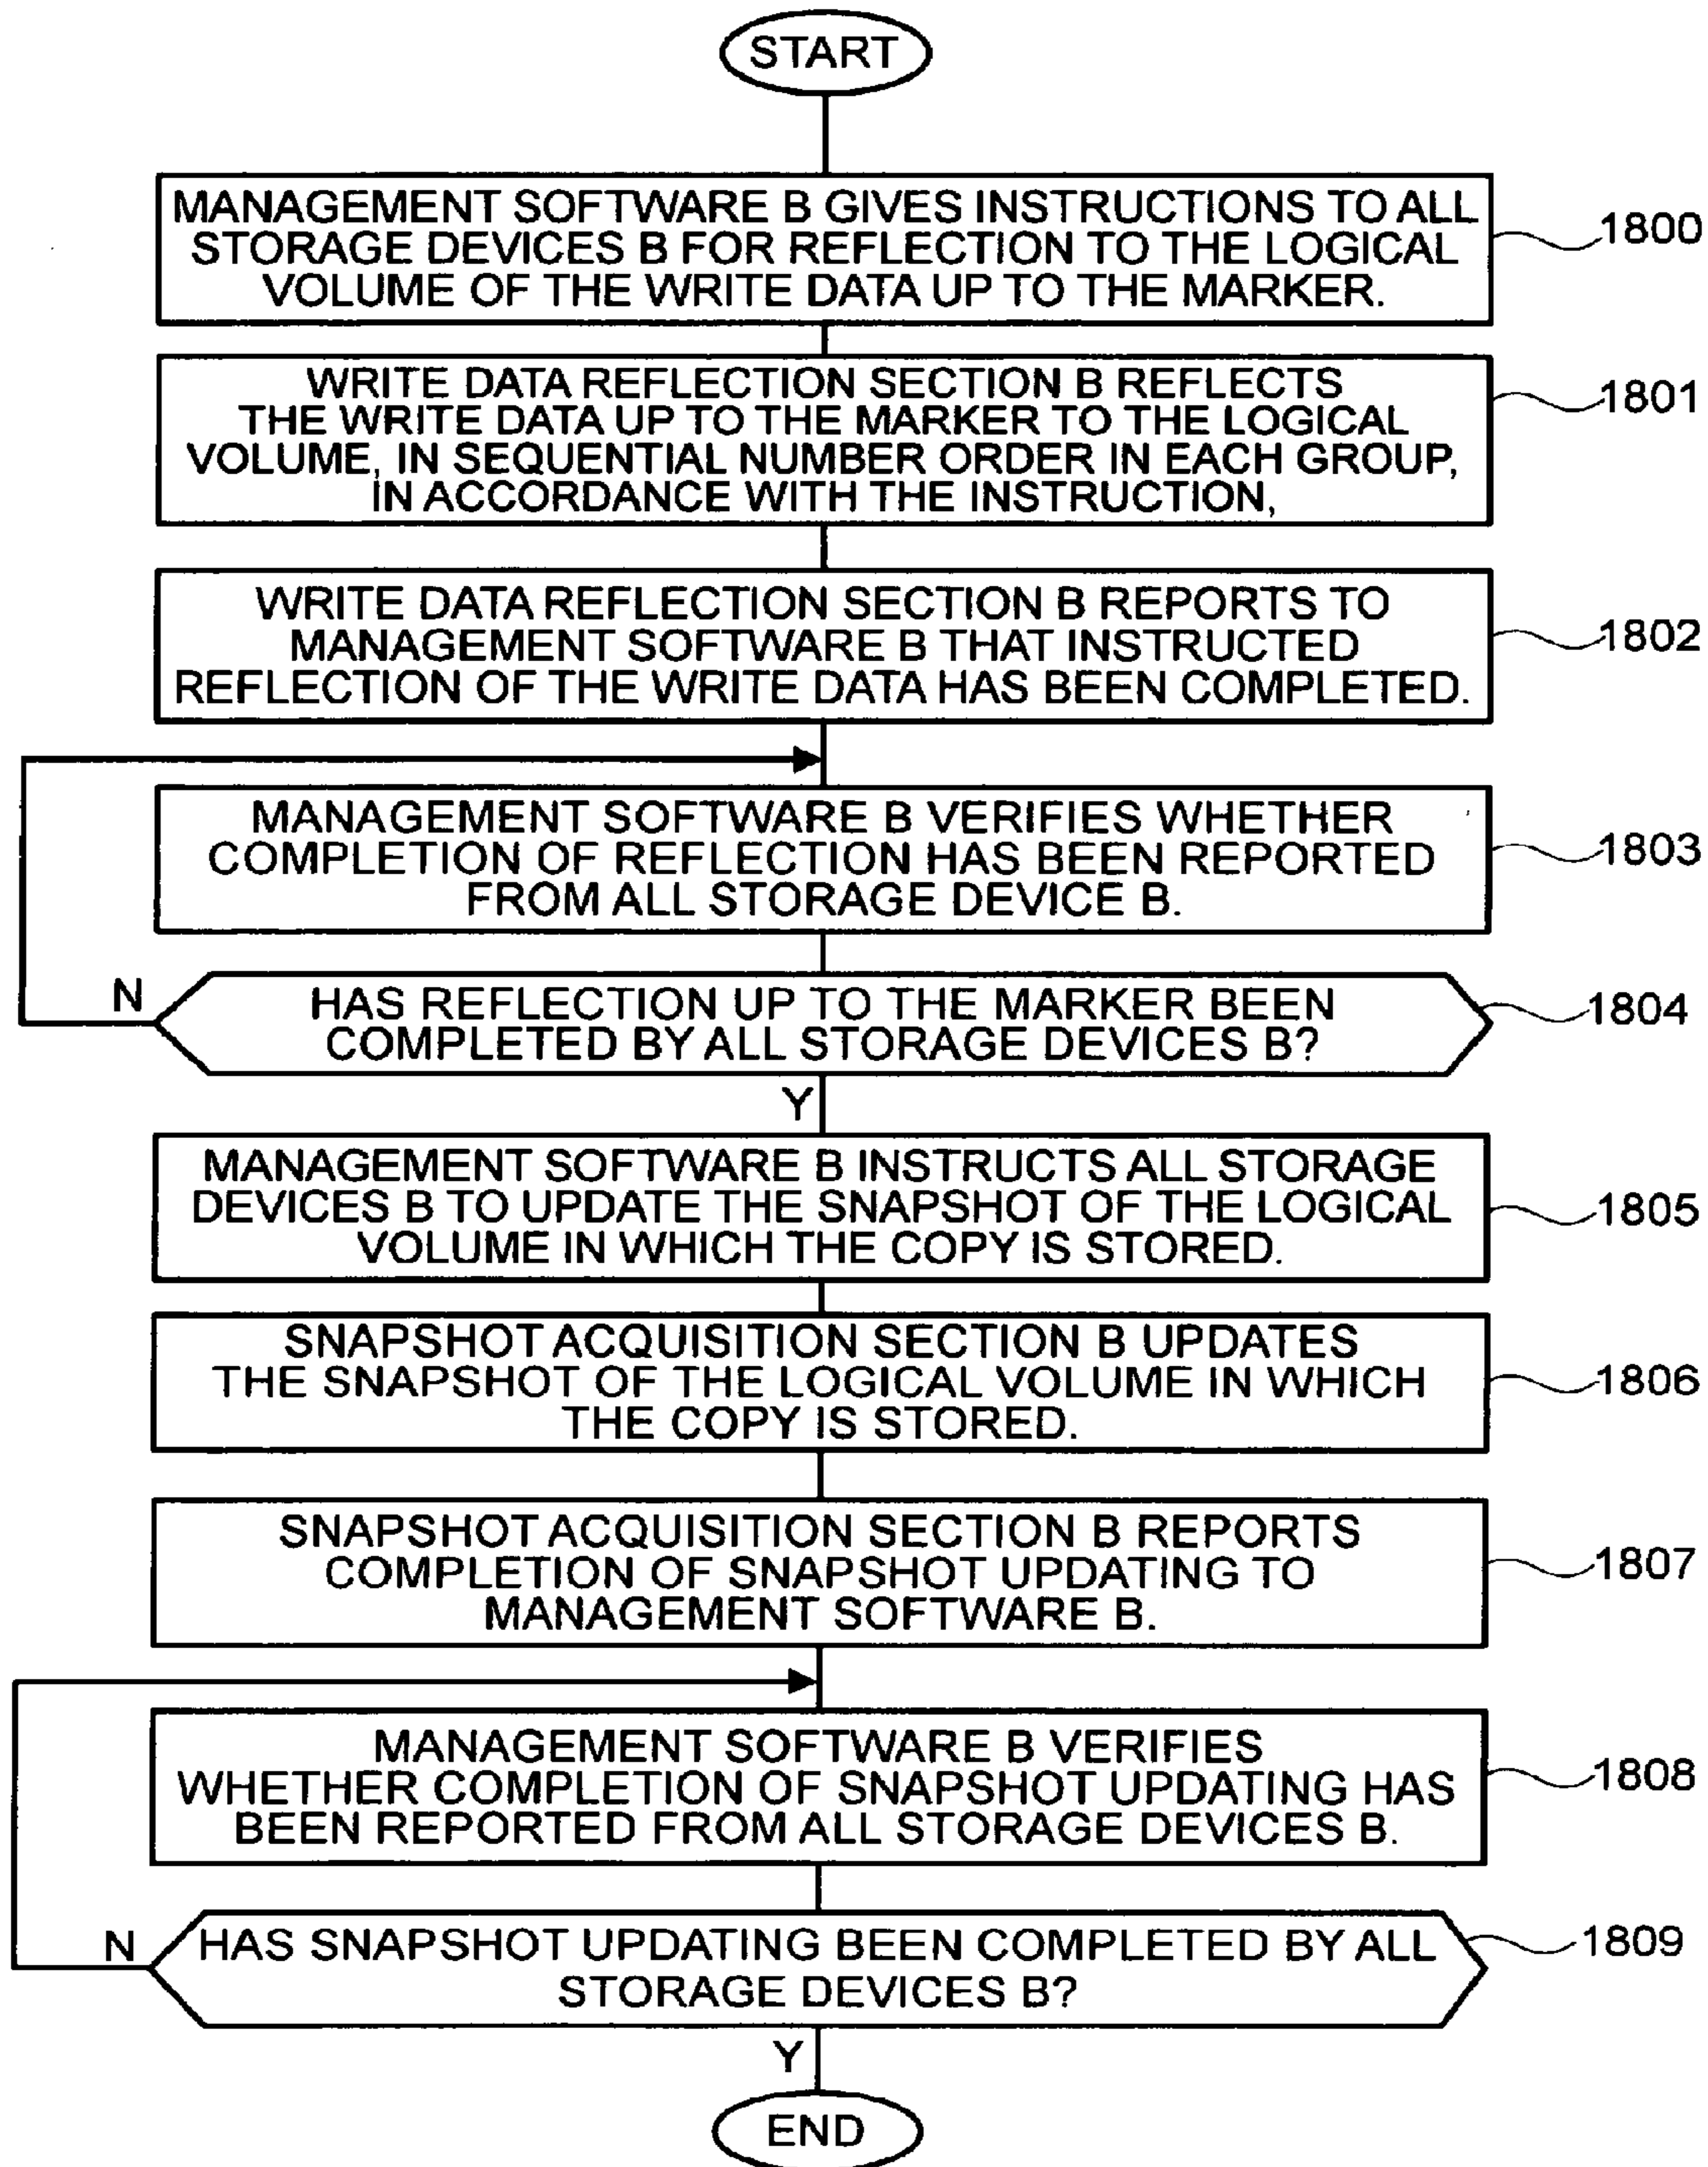 START
MANAGEMENT SOFTWARE B GIVES INSTRUCTIONS TO ALL
STORAGE DEVICES B FOR REFLECTION TO THE LOGICAL
VOLUME OF THE WRITE DATA UP TO THE MARKER.
1800
WRITE DATA REFLECTION SECTION B REFLECTS
THE WRITE DATA UP TO THE MARKER TO THE LOGICAL
VOLUME, IN SEQUENTIAL NUMBER ORDER IN EACH GROUP,
IN ACCORDANCE WITH THE INSTRUCTION,
1801
WRITE DATA REFLECTION SECTION B REPORTS TO
MANAGEMENT SOFTWARE B THAT INSTRUCTED
REFLECTION OF THE WRITE DATA HAS BEEN COMPLETED.
1802
MANAGEMENT SOFTWARE B VERIFIES WHETHER
COMPLETION OF REFLECTION HAS BEEN REPORTED
FROM ALL STORAGE DEVICE B.
1803
N
HAS REFLECTION UP TO THE MARKER BEEN
COMPLETED BY ALL STORAGE DEVICES B?
1804
Y
MANAGEMENT SOFTWARE B INSTRUCTS ALL STORAGE
DEVICES B TO UPDATE THE SNAPSHOT OF THE LOGICAL
VOLUME IN WHICH THE COPY IS STORED.
1805
SNAPSHOT ACQUISITION SECTION B UPDATES
THE SNAPSHOT OF THE LOGICAL VOLUME IN WHICH
THE COPY IS STORED.
1806
SNAPSHOT ACQUISITION SECTION B REPORTS
COMPLETION OF SNAPSHOT UPDATING TO
MANAGEMENT SOFTWARE B.
1807
MANAGEMENT SOFTWARE B VERIFIES
WHETHER COMPLETION OF SNAPSHOT UPDATING HAS
BEEN REPORTED FROM ALL STORAGE DEVICES B.
1808
N
HAS SNAPSHOT UPDATING BEEN COMPLETED BY ALL
STORAGE DEVICES B?
1809
Y
END